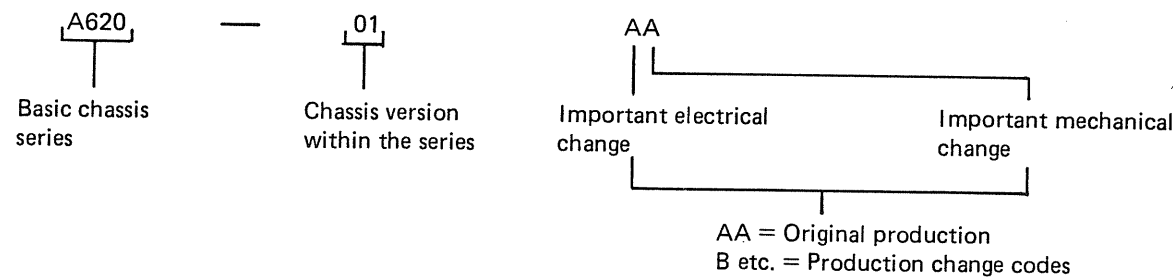 A620 — 01 AA
Basic chassis
series
Chassis version
within the series
Important electrical
change
Important mechanical
change
AA = Original production
B etc. = Production change codes